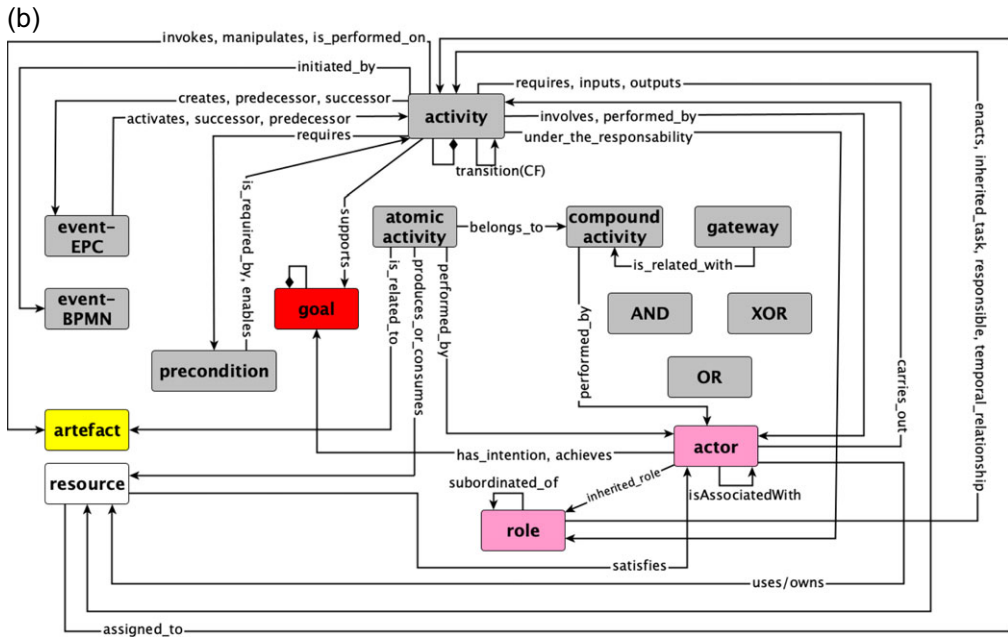 (b)
invokes, manipulates, is_performed_on
initiated_by
requires, inputs, outputs
creates, predecessor, successor
activity
involves, performed_by
activates, successor, predecessor
under_the_responsability
requires
transition(CF)
is_required_by, enables
supports
enacts, inherited_task, responsible, temporal_relationship
event-
EPC
atomic
activity
belongs_to
compound
activity
gateway
is_related_with
is_related_to
produces_or_consumes
performed_by
performed_by
event-
BPMN
goal
AND
XOR
precondition
OR
carries_out
artefact
actor
has_intention, achieves
resource
subordinated_of
inherited_role
isAssociatedWith
role
satisfies
uses/owns
assigned_to